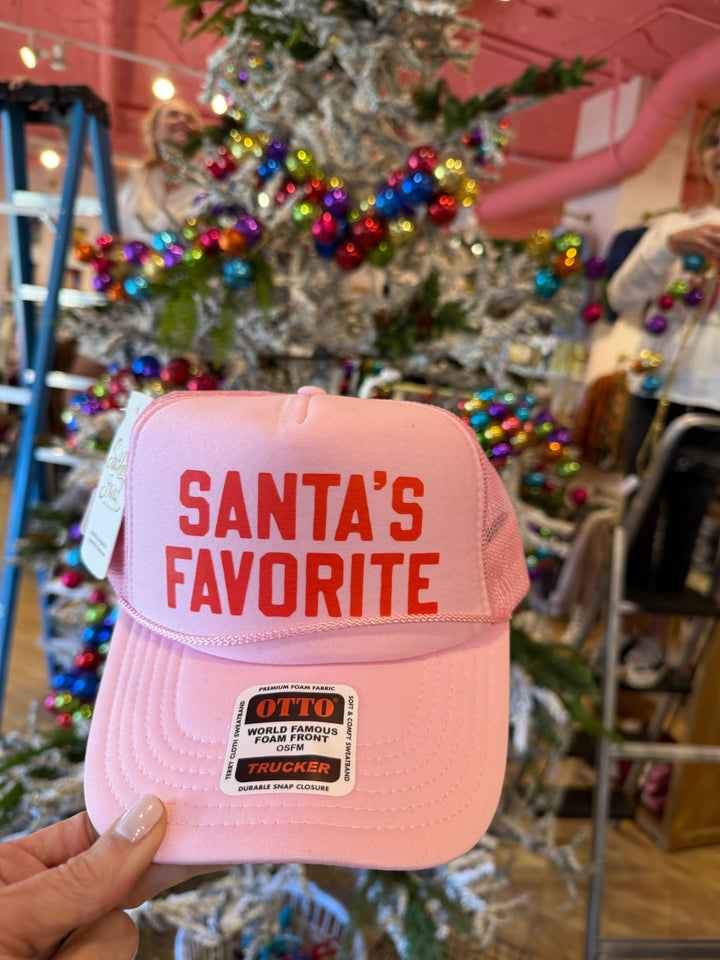 SANTA'S
FAVORITE
PREMIUM FOAM FABRIC
TERRY CLOTH SWEATBAND
OTTO
WORLD FAMOUS
FOAM FRONT
OSFM
TRUCKER
SOFT & COMFY SWEATBAND
DURABLE SNAP CLOSURE